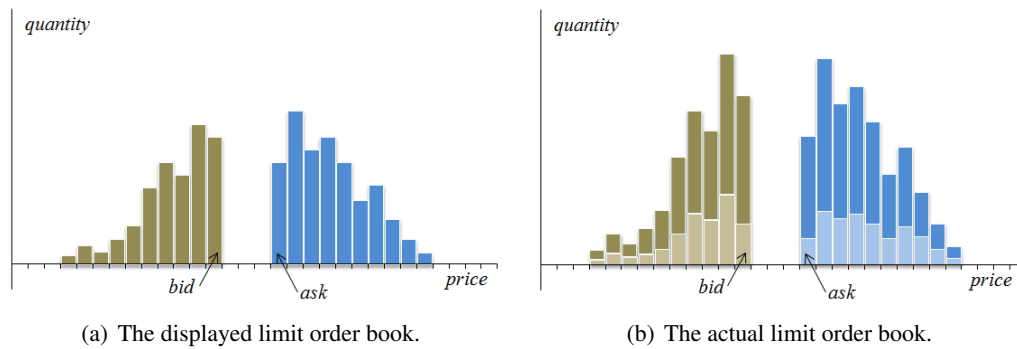 quantity
bid
ask
price
(a) The displayed limit order book.
quantity
bid
ask
price
(b) The actual limit order book.